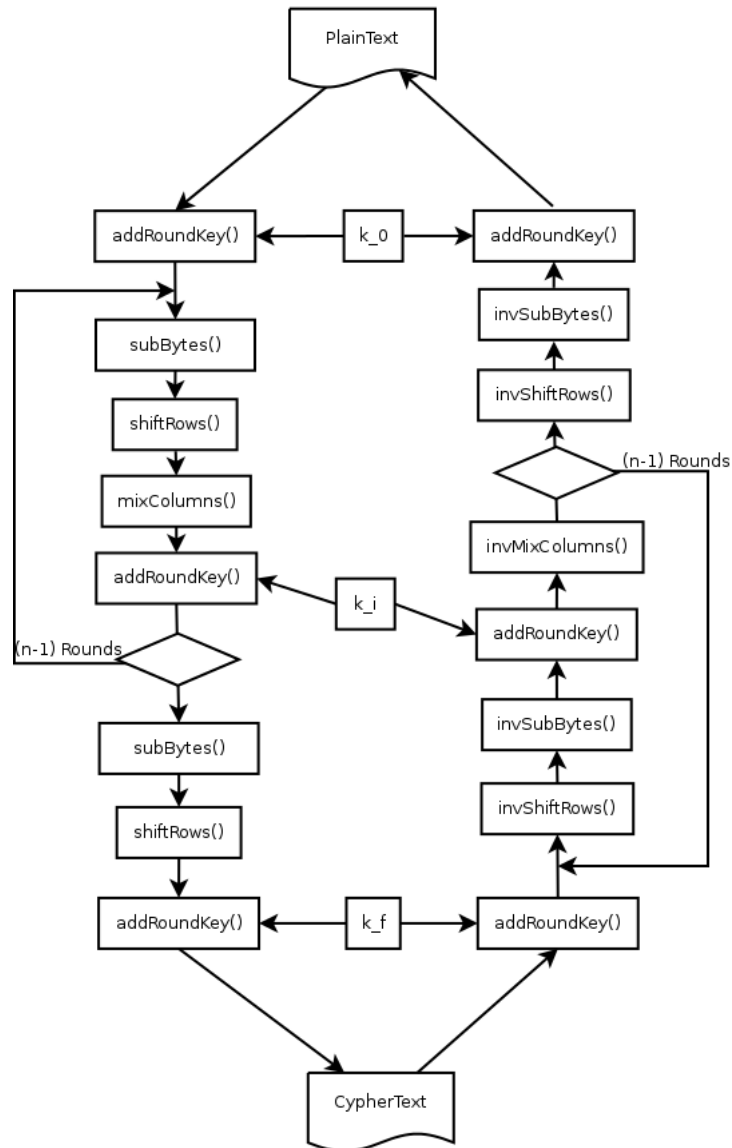 PlainText
addRoundKey()
k_0
addRoundKey()
invSubBytes()
subBytes()
invShiftRows()
shiftRows()
(n-1) Rounds
mixColumns()
invMixColumns()
addRoundKey()
k_i
addRoundKey()
(n-1) Rounds
invSubBytes()
subBytes()
invShiftRows()
shiftRows()
addRoundKey()
k_f
addRoundKey()
CypherText